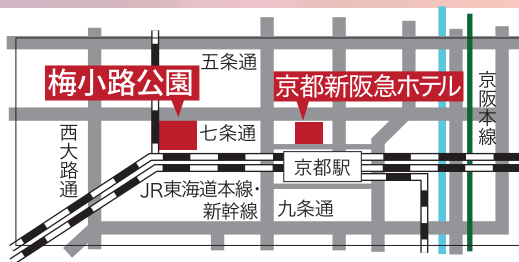 五条通
梅小路公園
京都新阪急ホテル
七条通
京阪本線
西大路通
京都駅
JR東海道本線・
新幹線
九条通